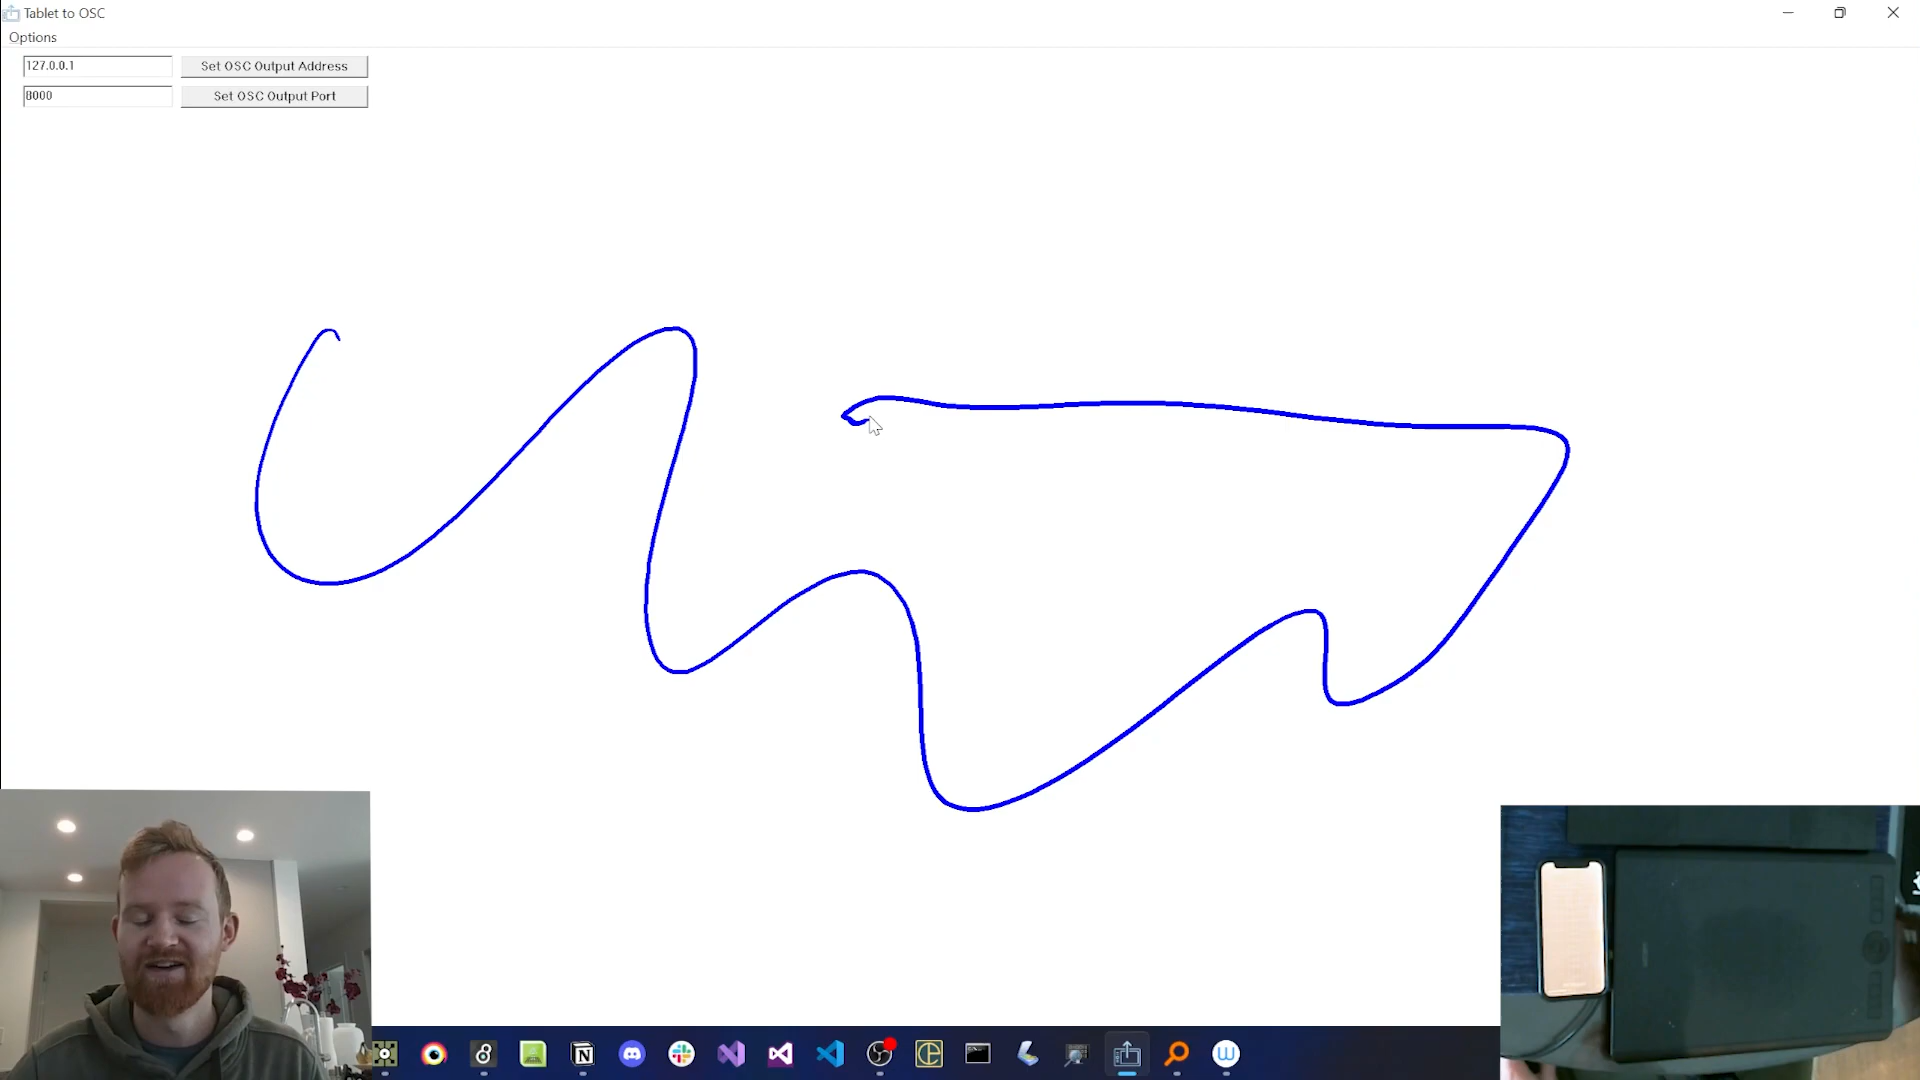 Tablet to OSC
Options
127.0.0.1 Set OSC Output Address
8000 Set OSC Output Port